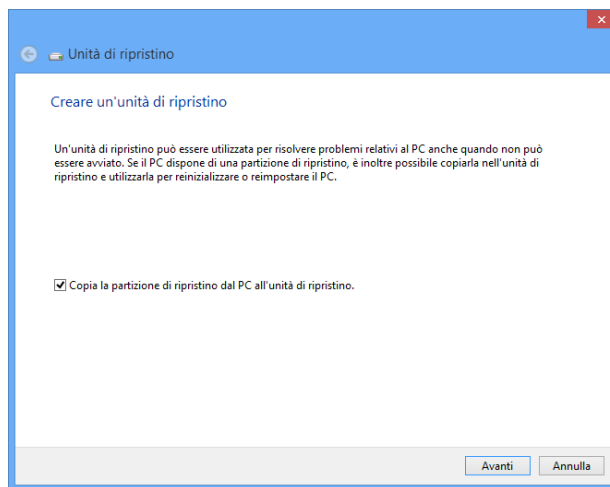 Unità di ripristino
Creare un'unità di ripristino
Un'unità di ripristino può essere utilizzata per risolvere problemi relativi al PC anche quando non può
essere avviato. Se il PC dispone di una partizione di ripristino, è inoltre possibile copiarla nell'unità di
ripristino e utilizzarla per reinizializzare o reimpostare il PC.
Copia la partizione di ripristino dal PC all'unità di ripristino.
Avanti
Annulla